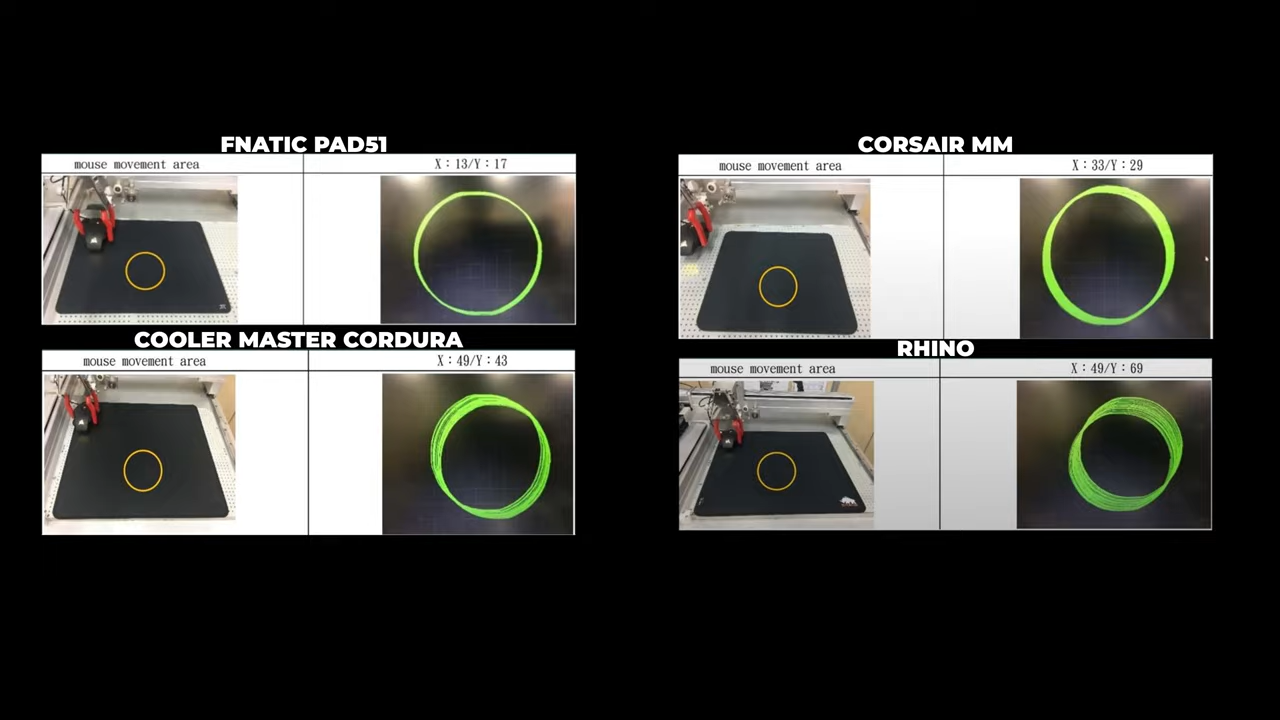 FNATIC PAD51
mouse movement area
X：13/Y：17
CORSAIR MM
mouse movement area
X：33/Y：29
COOLER MASTER CORDURA
mouse movement area
X：49/Y：43
RHINO
mouse movement area
X：49/Y：69